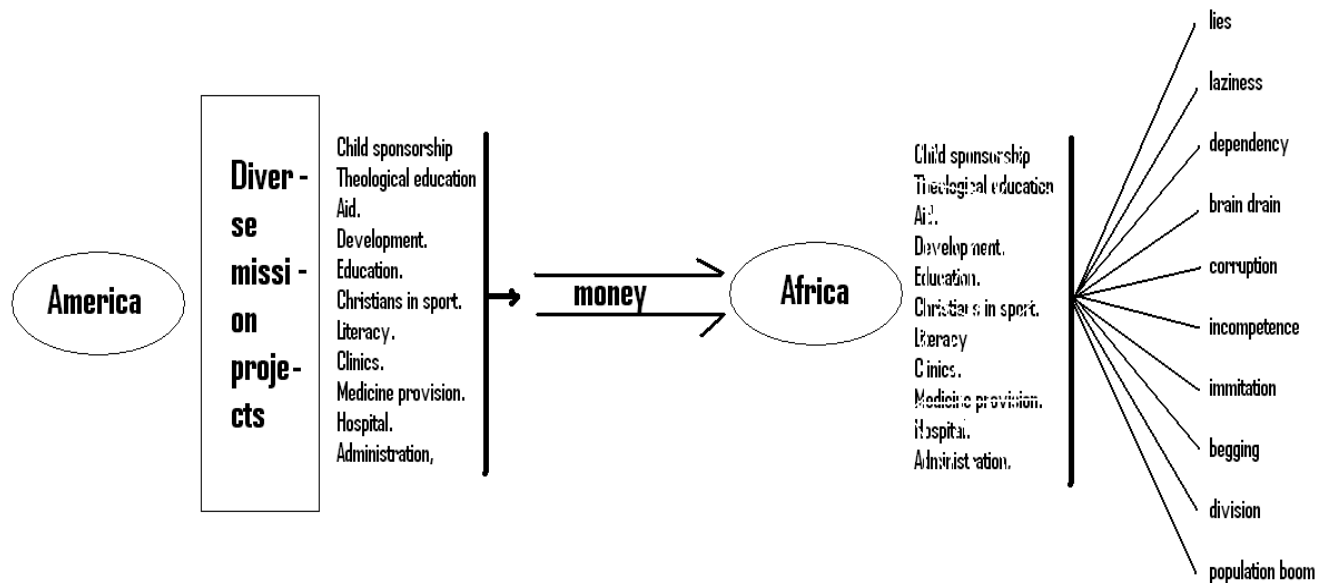 America
Diver -
se
missi -
on
proje-
cts
Child sponsorship
Theological education
Aid.
Development.
Education.
Christians in sport.
Literacy.
Clinics.
Medicine provision.
Hospital.
Administration,
money
Africa
Child sponsorship
Theological education
Aid.
Development.
Education.
Christians in sport.
Literacy
Clinics.
Medicine provision.
Hospital.
Administration.
lies
laziness
dependency
brain drain
corruption
incompetence
immitation
begging
division
population boom